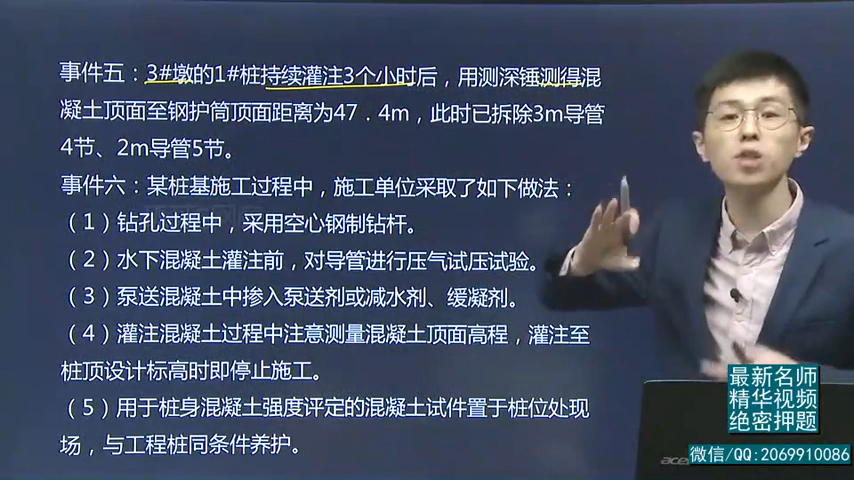 事件五：3#墩的1#桩持续灌注3个小时后，用测深锤测得混
凝土顶面至钢护筒顶面距离为47．4m，此时已拆除3m导管
4节、2m导管5节。
事件六：某桩基施工过程中，施工单位采取了如下做法：
（1）钻孔过程中，采用空心钢制钻杆。
（2）水下混凝土灌注前，对导管进行压气试压试验。
（3）泵送混凝土中掺入泵送剂或减水剂、缓凝剂。
（4）灌注混凝土过程中注意测量混凝土顶面高程，灌注至
桩顶设计标高时即停止施工。
（5）用于桩身混凝土强度评定的混凝土试件置于桩位处现
场，与工程桩同条件养护。
最新名师
精华视频
绝密押题
微信/QQ:2069910086
acer